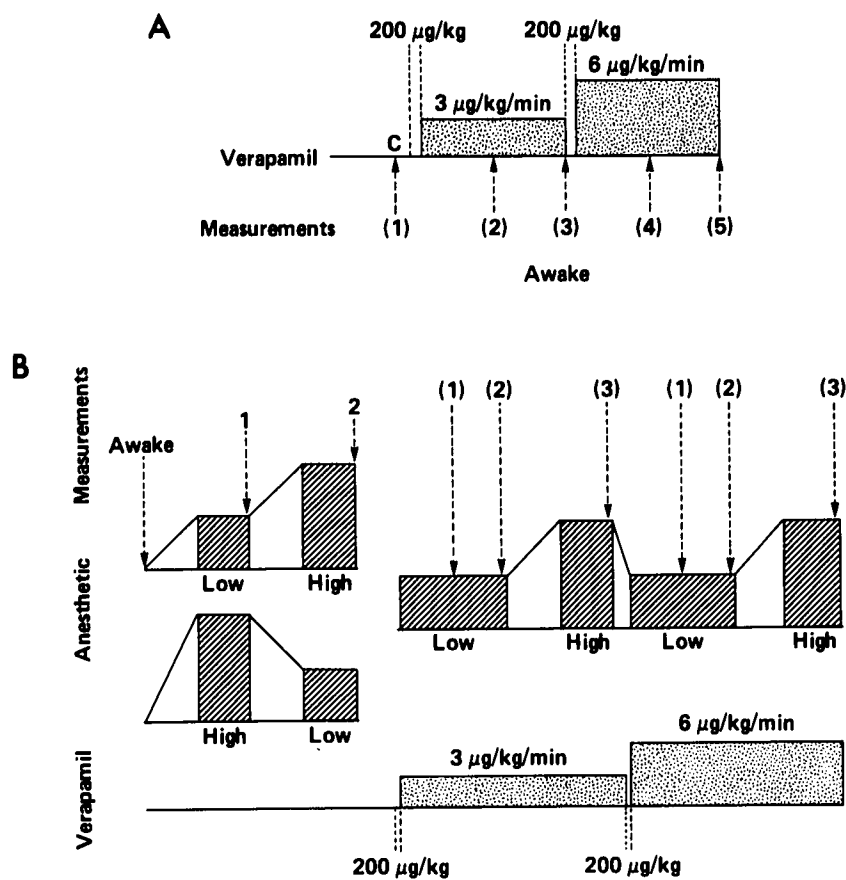 A
200 µg/kg 200 µg/kg
6 µg/kg/min
3 µg/kg/min
C
Verapamil
Measurements (1) (2) (3) (4) (5)
Awake
B
Measurements
Awake
1
2
(1) (2) (3) (1) (2) (3)
Anesthetic
Low High
Low High Low High
High Low
Verapamil
3 µg/kg/min
6 µg/kg/min
200 µg/kg 200 µg/kg